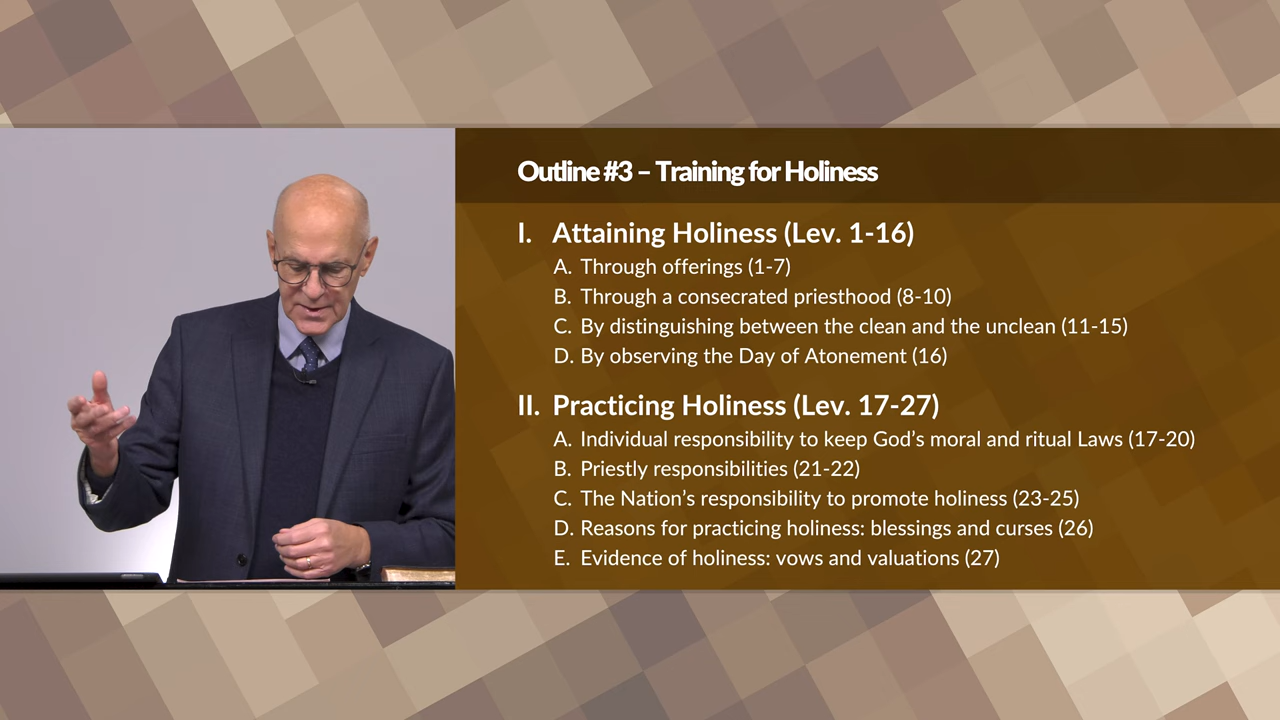 Outline #3 – Training for Holiness
I. Attaining Holiness (Lev. 1-16)
A. Through offerings (1-7)
B. Through a consecrated priesthood (8-10)
C. By distinguishing between the clean and the unclean (11-15)
D. By observing the Day of Atonement (16)
II. Practicing Holiness (Lev. 17-27)
A. Individual responsibility to keep God’s moral and ritual Laws (17-20)
B. Priestly responsibilities (21-22)
C. The Nation’s responsibility to promote holiness (23-25)
D. Reasons for practicing holiness: blessings and curses (26)
E. Evidence of holiness: vows and valuations (27)